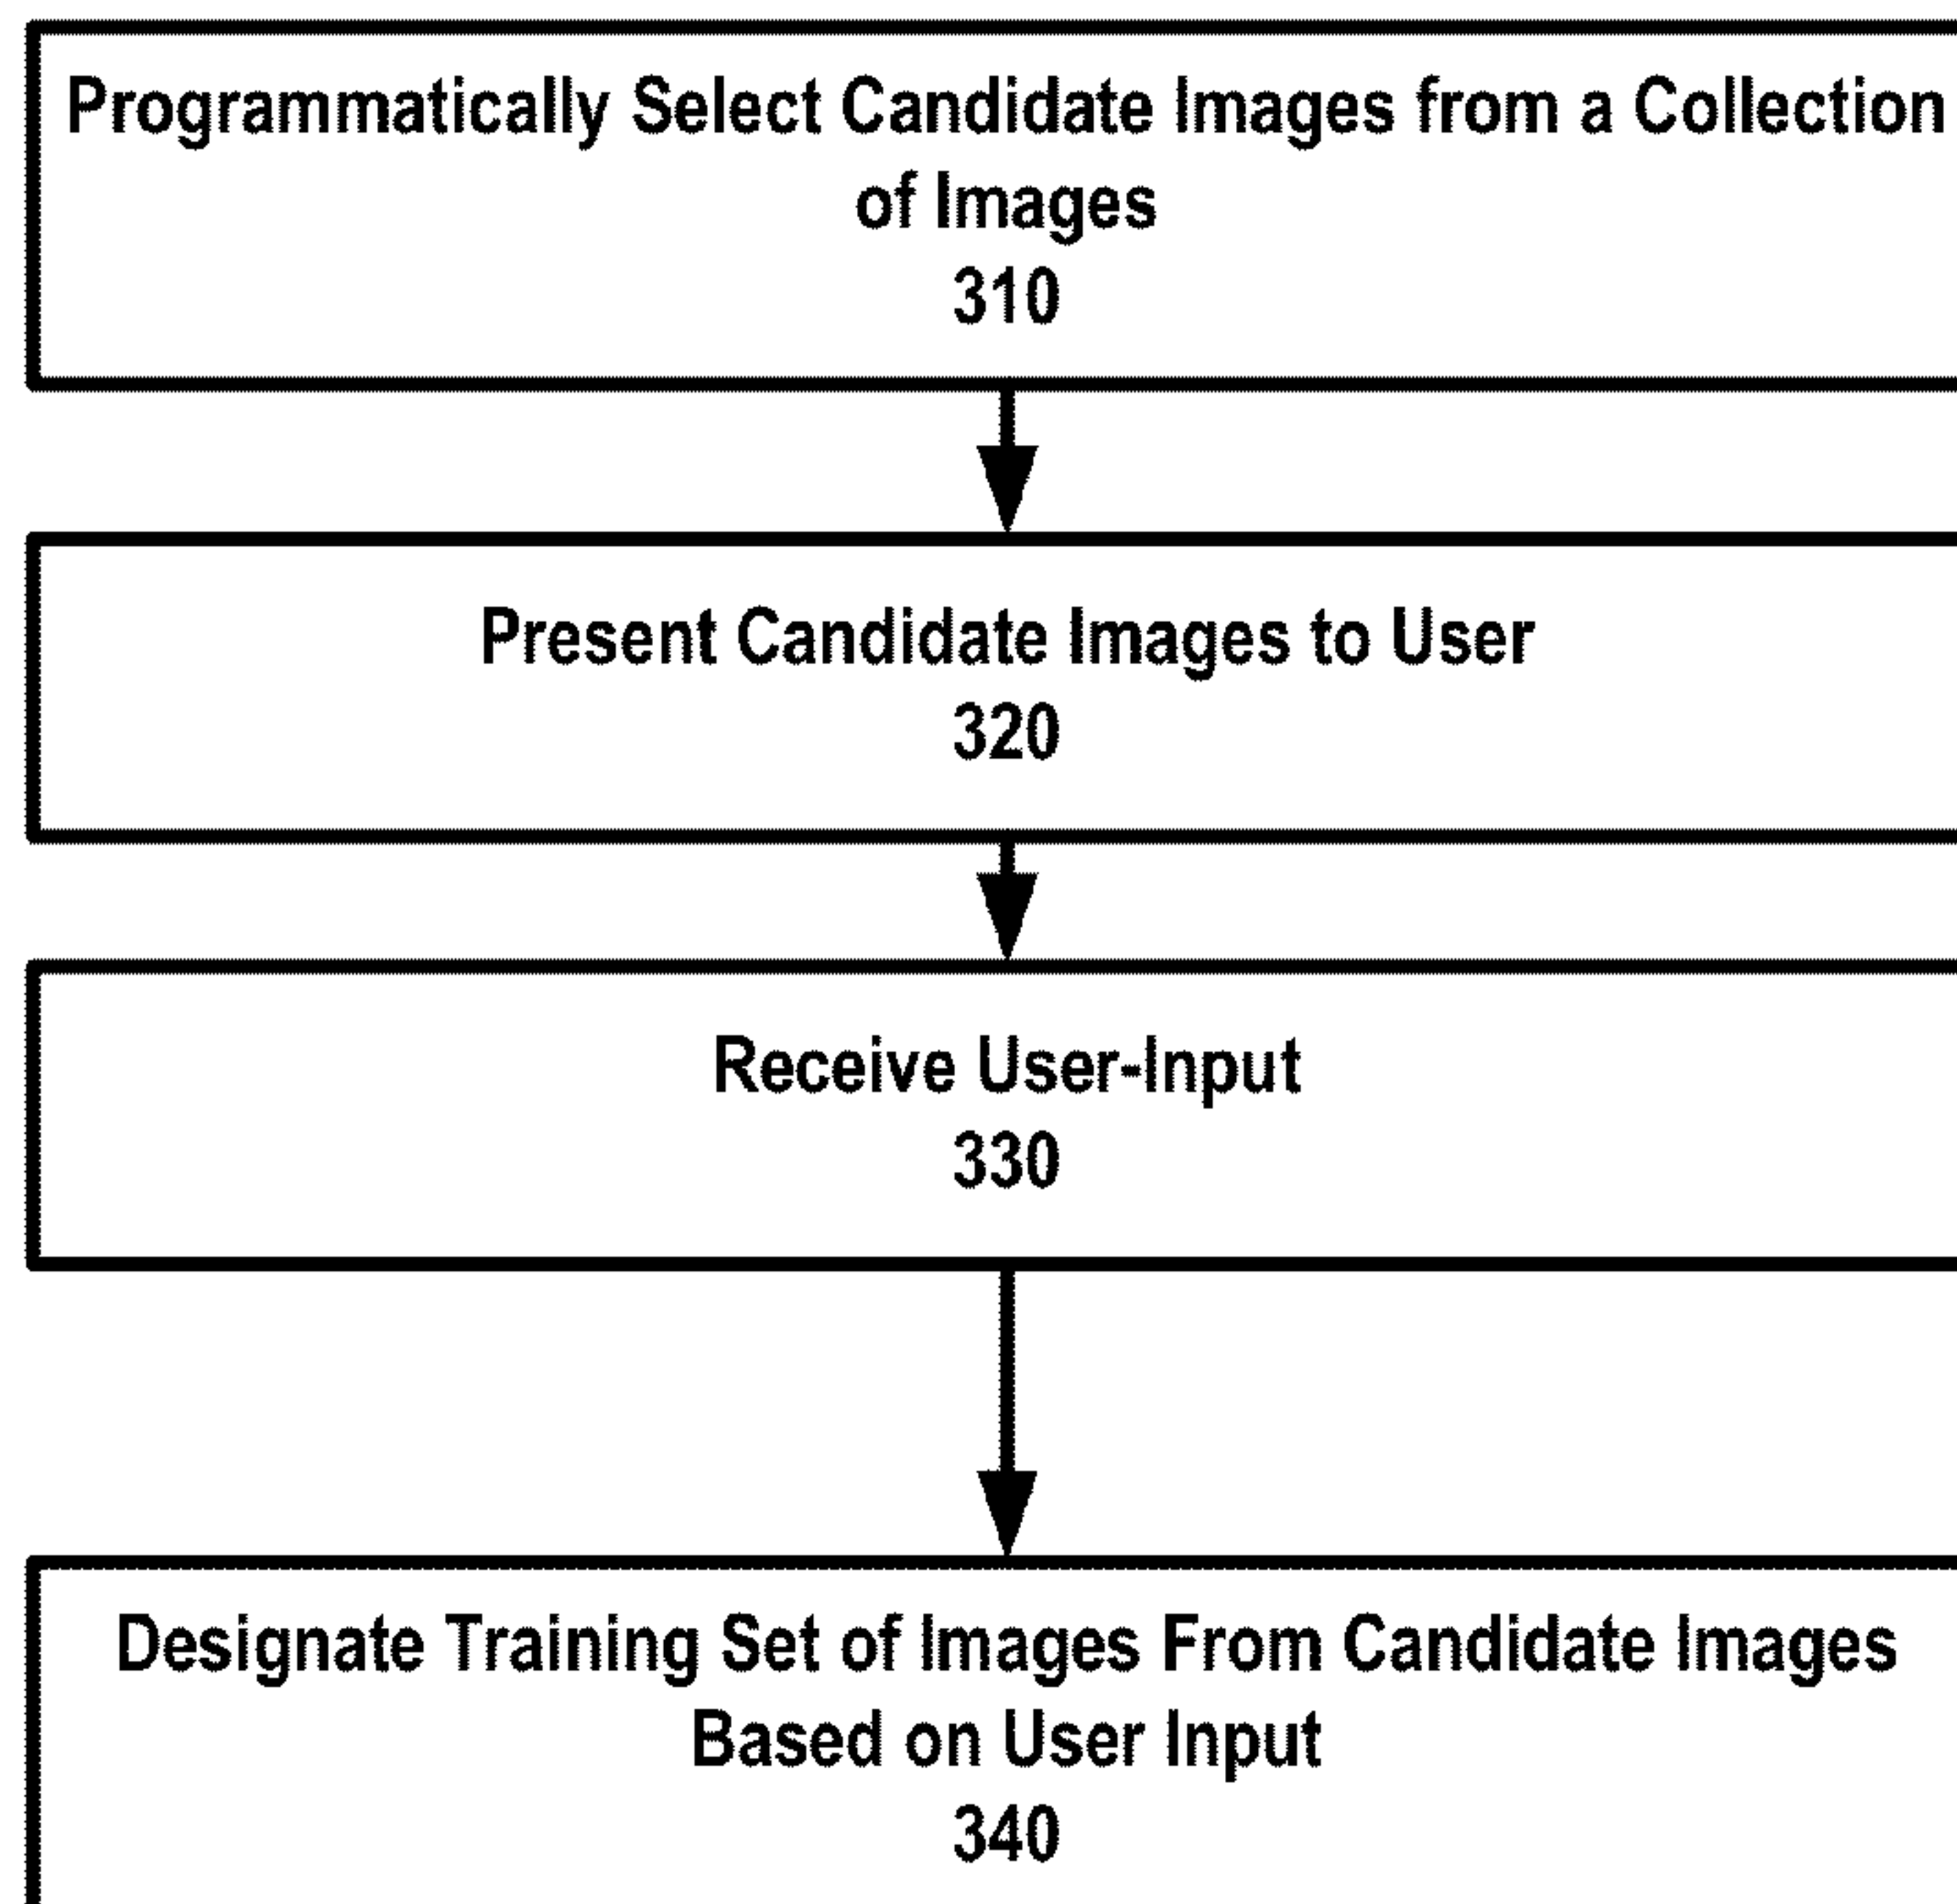 Programmatically Select Candidate Images from a Collection
of Images
310
Present Candidate Images to User
320
Receive User-Input
330
Designate Training Set of Images From Candidate Images
Based on User Input
340